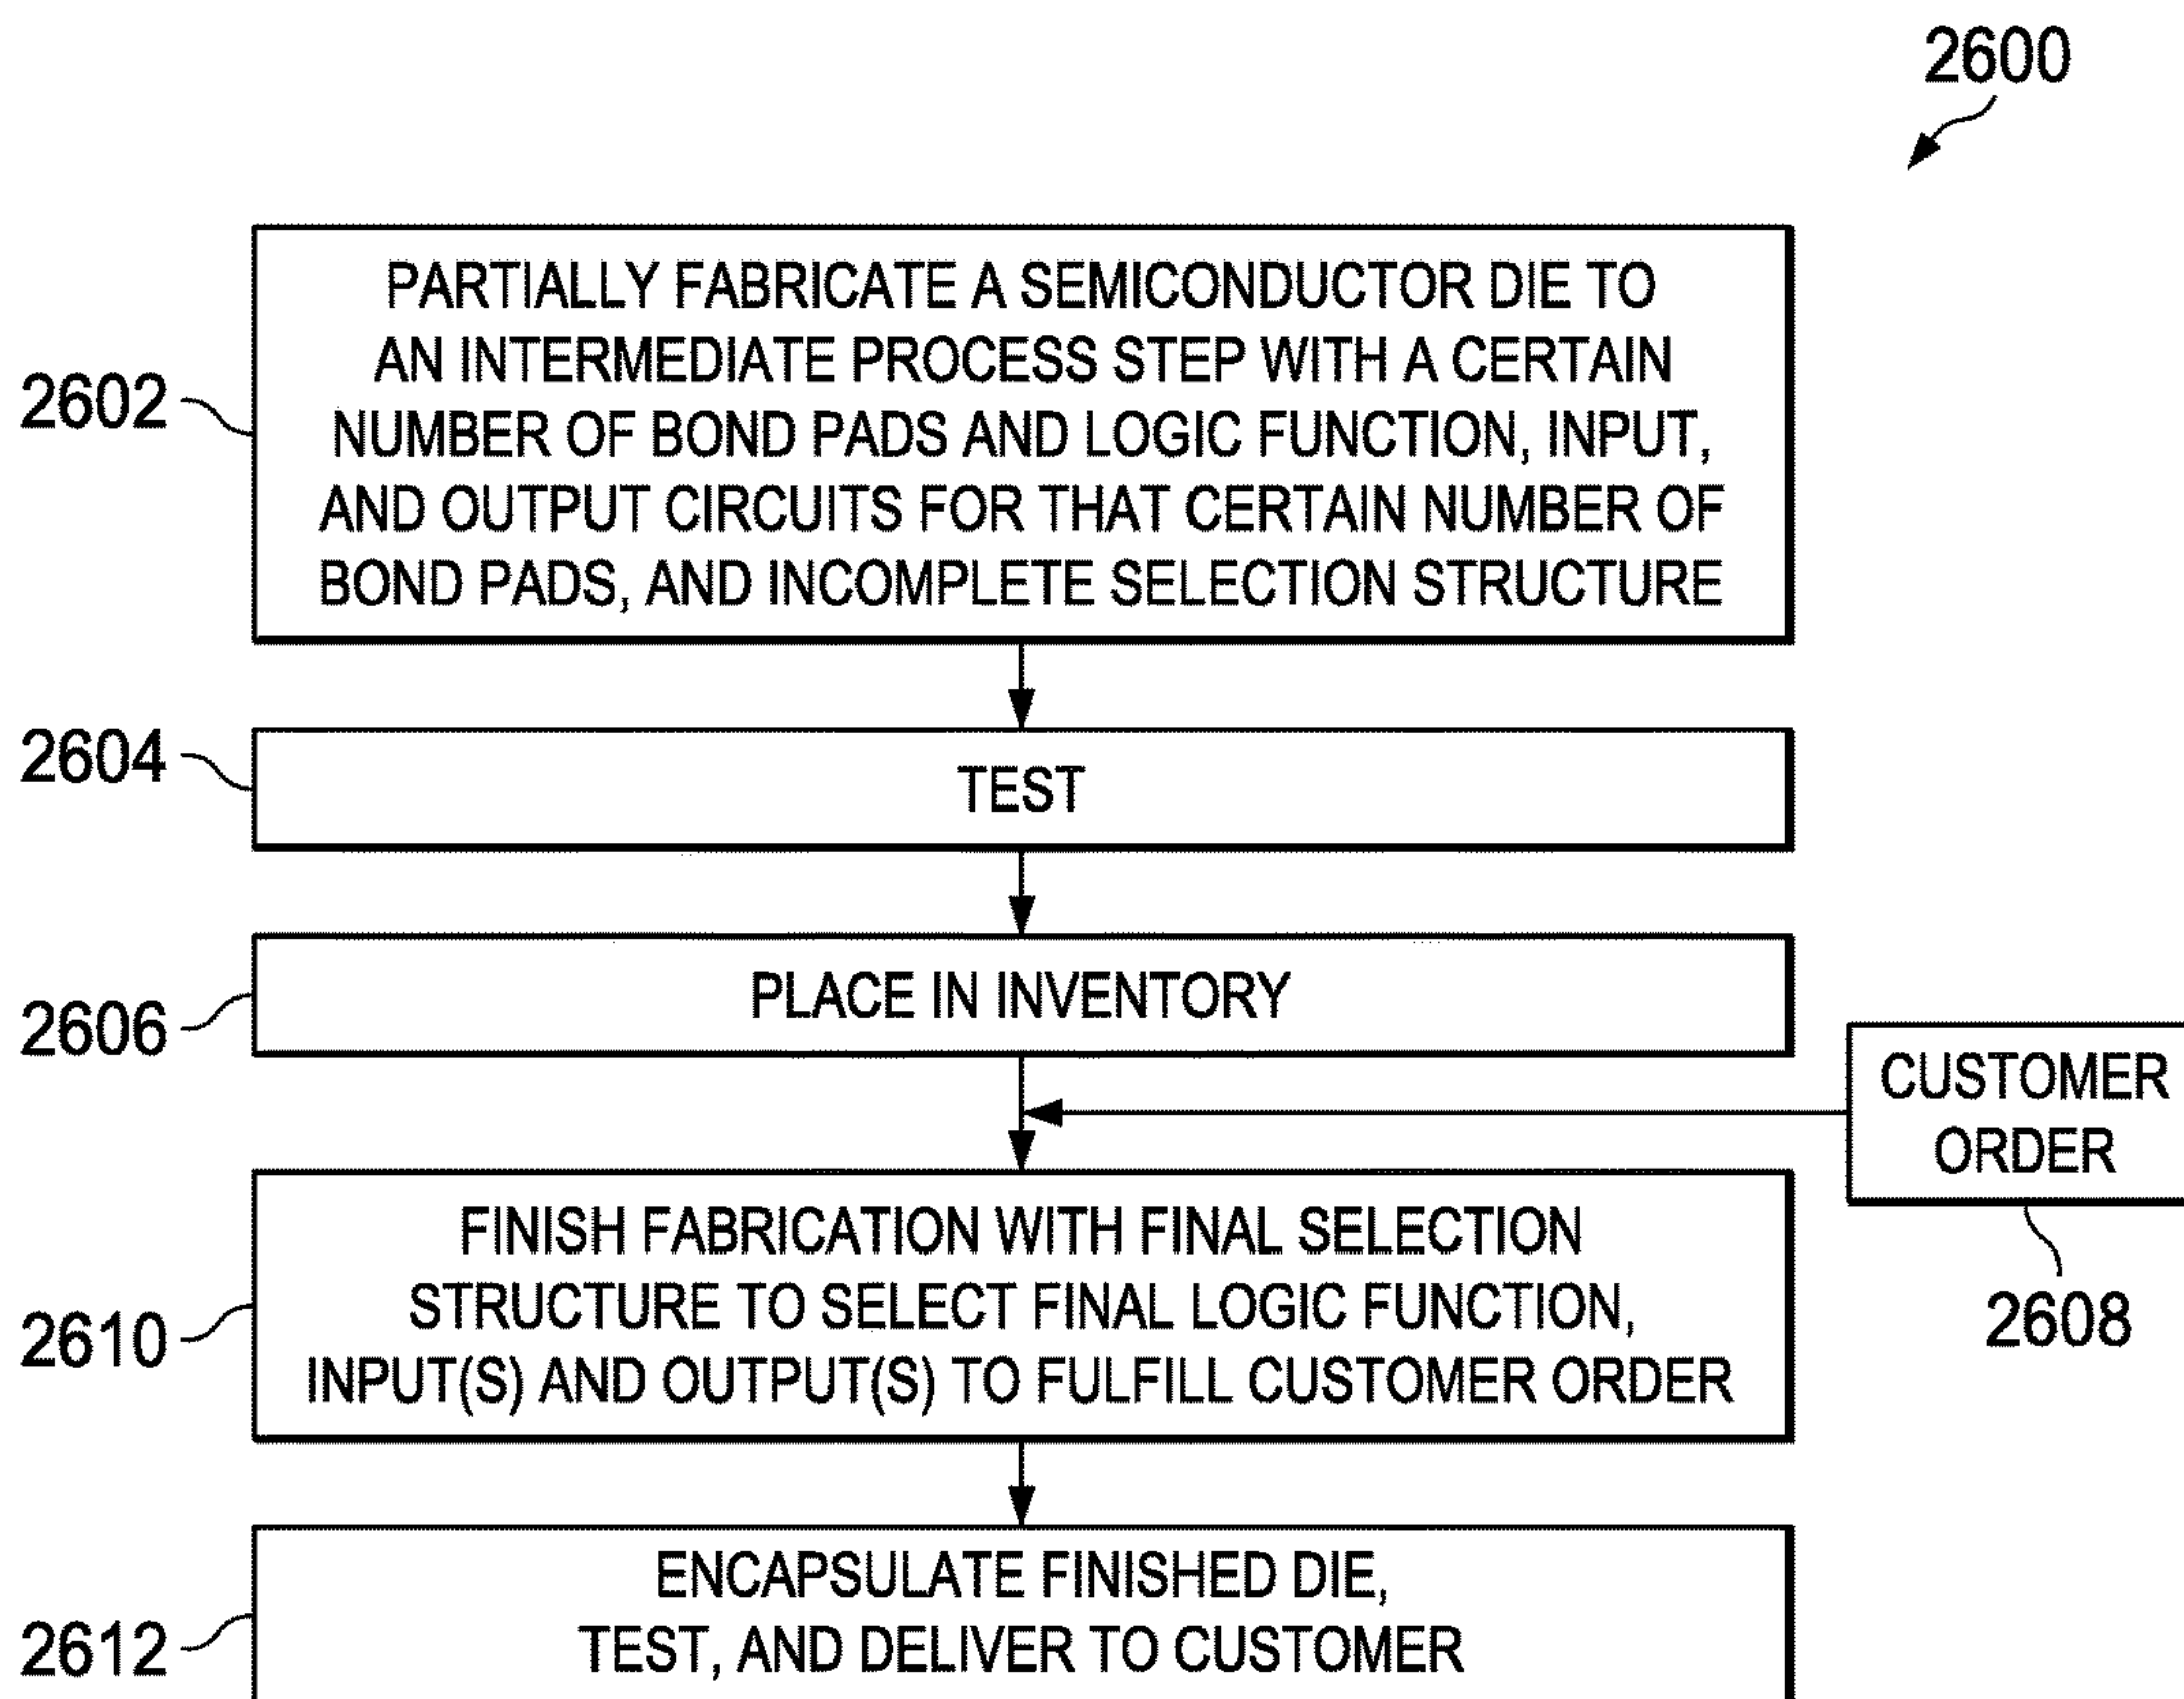 2600
2602
PARTIALLY FABRICATE A SEMICONDUCTOR DIE TO
AN INTERMEDIATE PROCESS STEP WITH A CERTAIN
NUMBER OF BOND PADS AND LOGIC FUNCTION, INPUT,
AND OUTPUT CIRCUITS FOR THAT CERTAIN NUMBER OF
BOND PADS, AND INCOMPLETE SELECTION STRUCTURE
2604
TEST
2606
PLACE IN INVENTORY
CUSTOMER
ORDER
2608
2610
FINISH FABRICATION WITH FINAL SELECTION
STRUCTURE TO SELECT FINAL LOGIC FUNCTION,
INPUT(S) AND OUTPUT(S) TO FULFILL CUSTOMER ORDER
2612
ENCAPSULATE FINISHED DIE,
TEST, AND DELIVER TO CUSTOMER